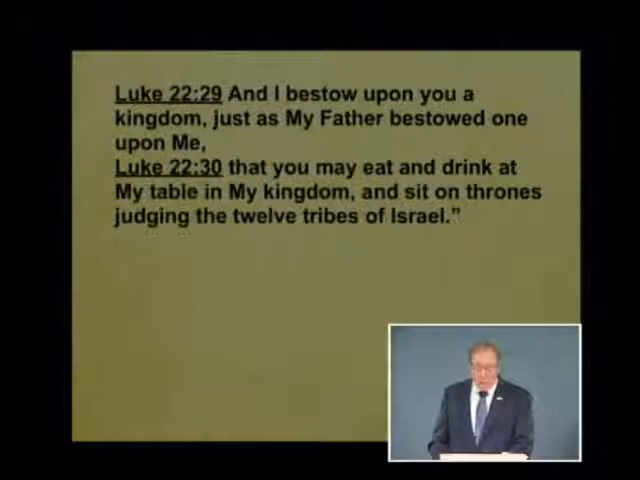 Luke 22:29 And I bestow upon you a
kingdom, just as My Father bestowed one
upon Me,
Luke 22:30 that you may eat and drink at
My table in My kingdom, and sit on thrones
judging the twelve tribes of Israel.”